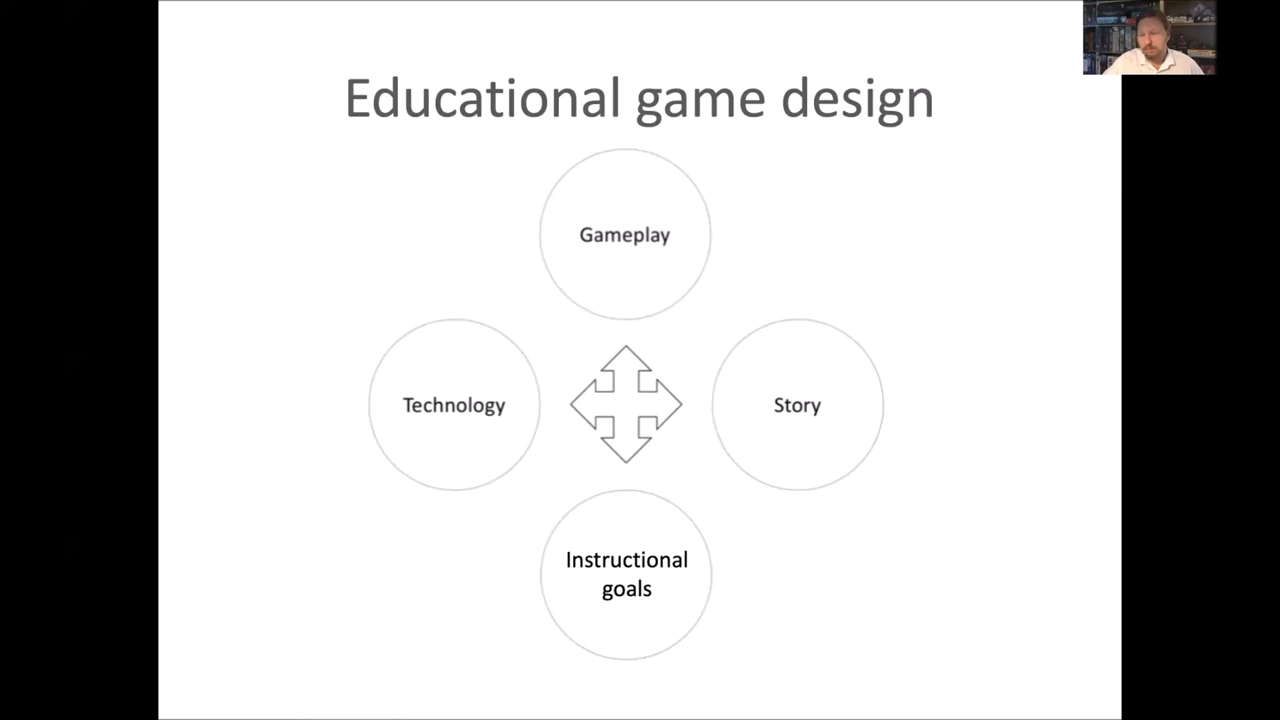 Educational game design
Gameplay
Technology
Story
Instructional
goals